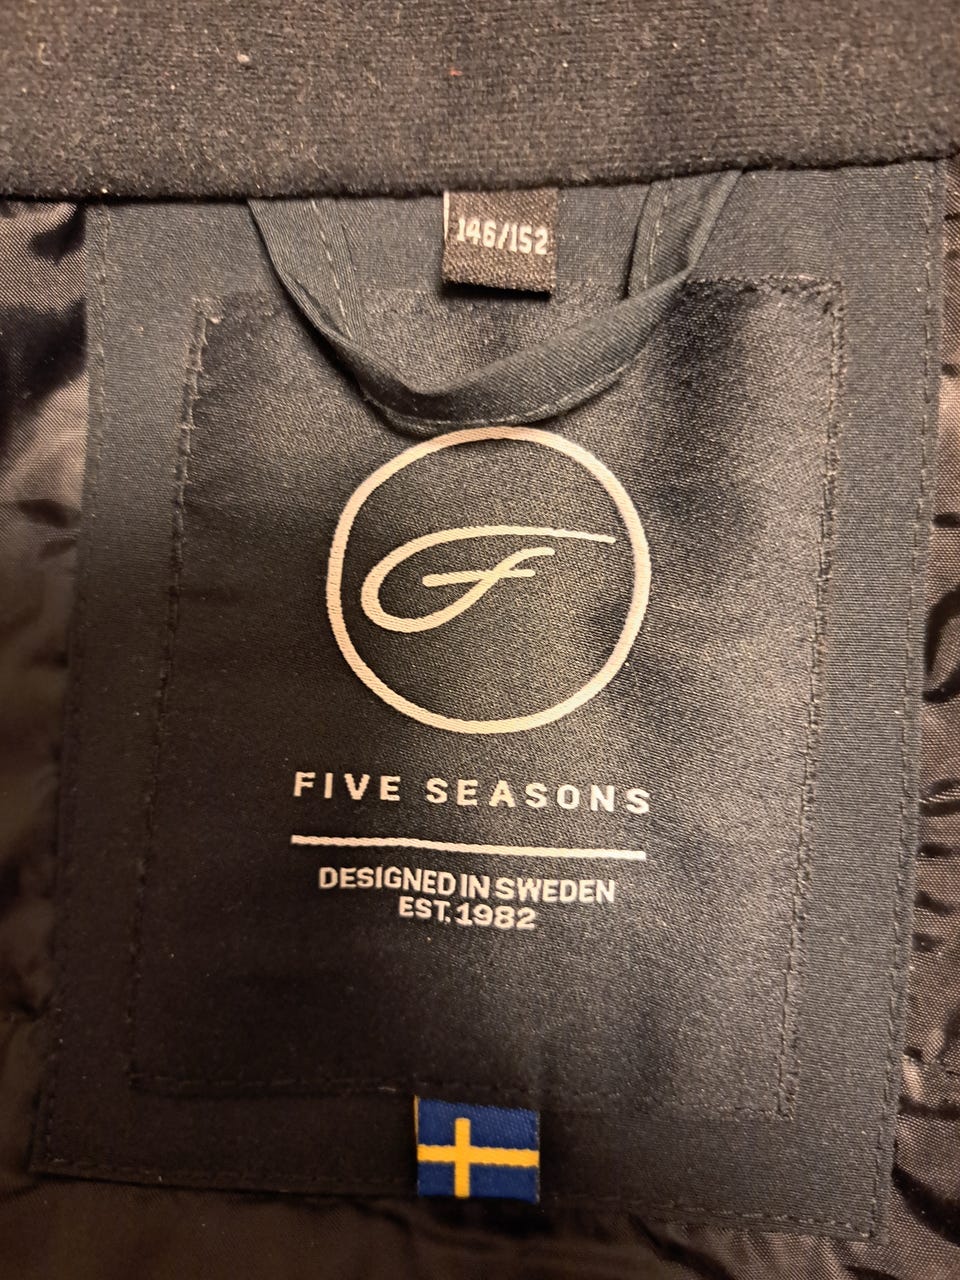 146/152
F
FIVE SEASONS
DESIGNED IN SWEDEN
EST. 1982